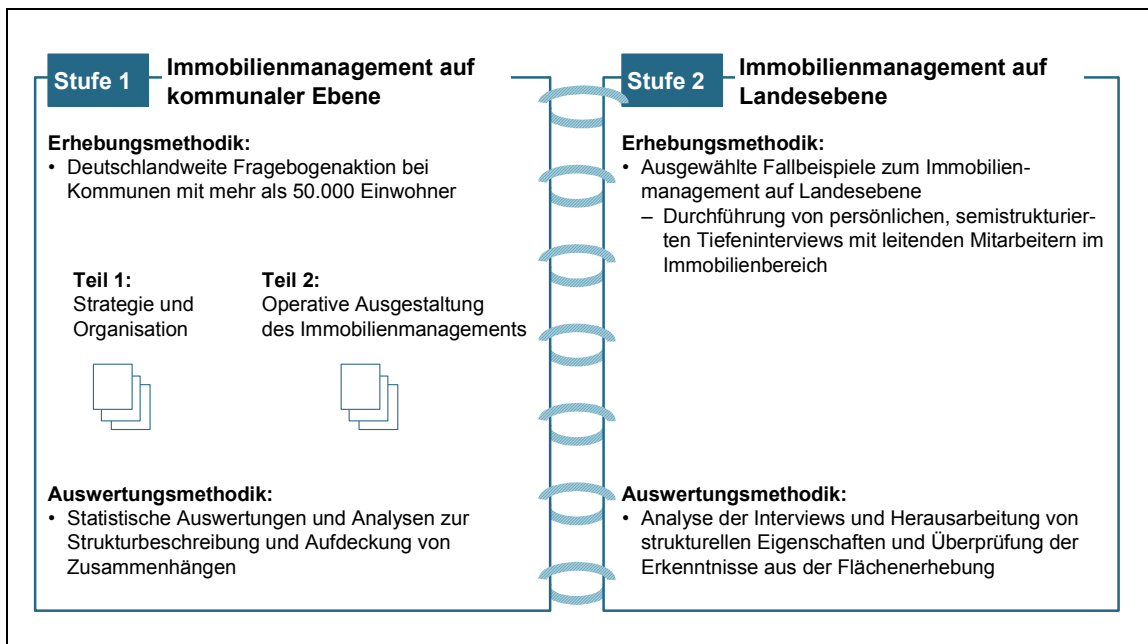 Stufe 1
Immobilienmanagement auf
kommunaler Ebene
Erhebungsmethodik:
• Deutschlandweite Fragebogenaktion bei
Kommunen mit mehr als 50.000 Einwohner
Teil 1:
Strategie und
Organisation
Teil 2:
Operative Ausgestaltung
des Immobilienmanagements
Auswertungsmethodik:
• Statistische Auswertungen und Analysen zur
Strukturbeschreibung und Aufdeckung von
Zusammenhängen
Stufe 2
Immobilienmanagement auf
Landesebene
Erhebungsmethodik:
• Ausgewählte Fallbeispiele zum Immobilien-
management auf Landesebene
– Durchführung von persönlichen, semistrukturier-
ten Tiefeninterviews mit leitenden Mitarbeitern im
Immobilienbereich
Auswertungsmethodik:
• Analyse der Interviews und Herausarbeitung von
strukturellen Eigenschaften und Überprüfung der
Erkenntnisse aus der Flächenerhebung